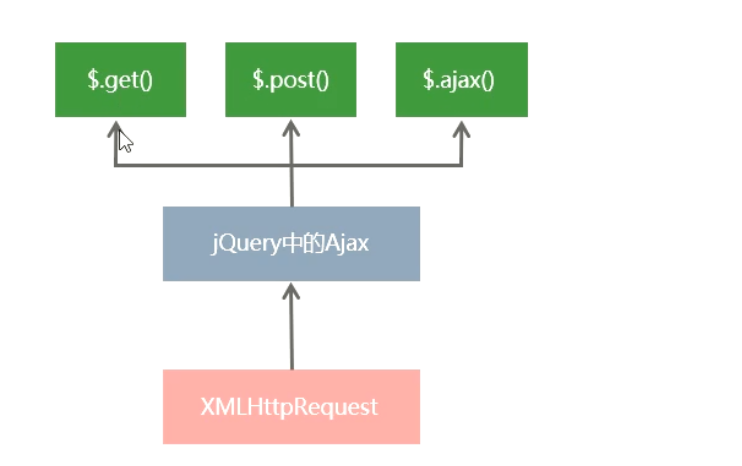 $.get()
$.post()
$.ajax()
jQuery中的Ajax
XMLHttpRequest